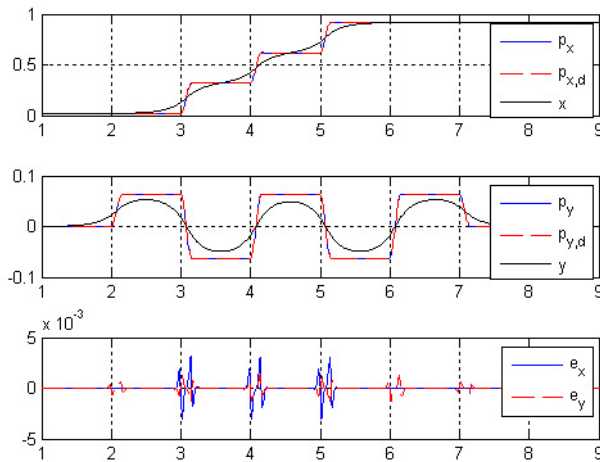 1
0.5
0
1 2 3 4 5 6 7 8 9
p_x
p_x,d
x
0.1
0
-0.1
1 2 3 4 5 6 7 8 9
p_y
p_y,d
y
x 10^-3
5
0
-5
1 2 3 4 5 6 7 8 9
e_x
e_y